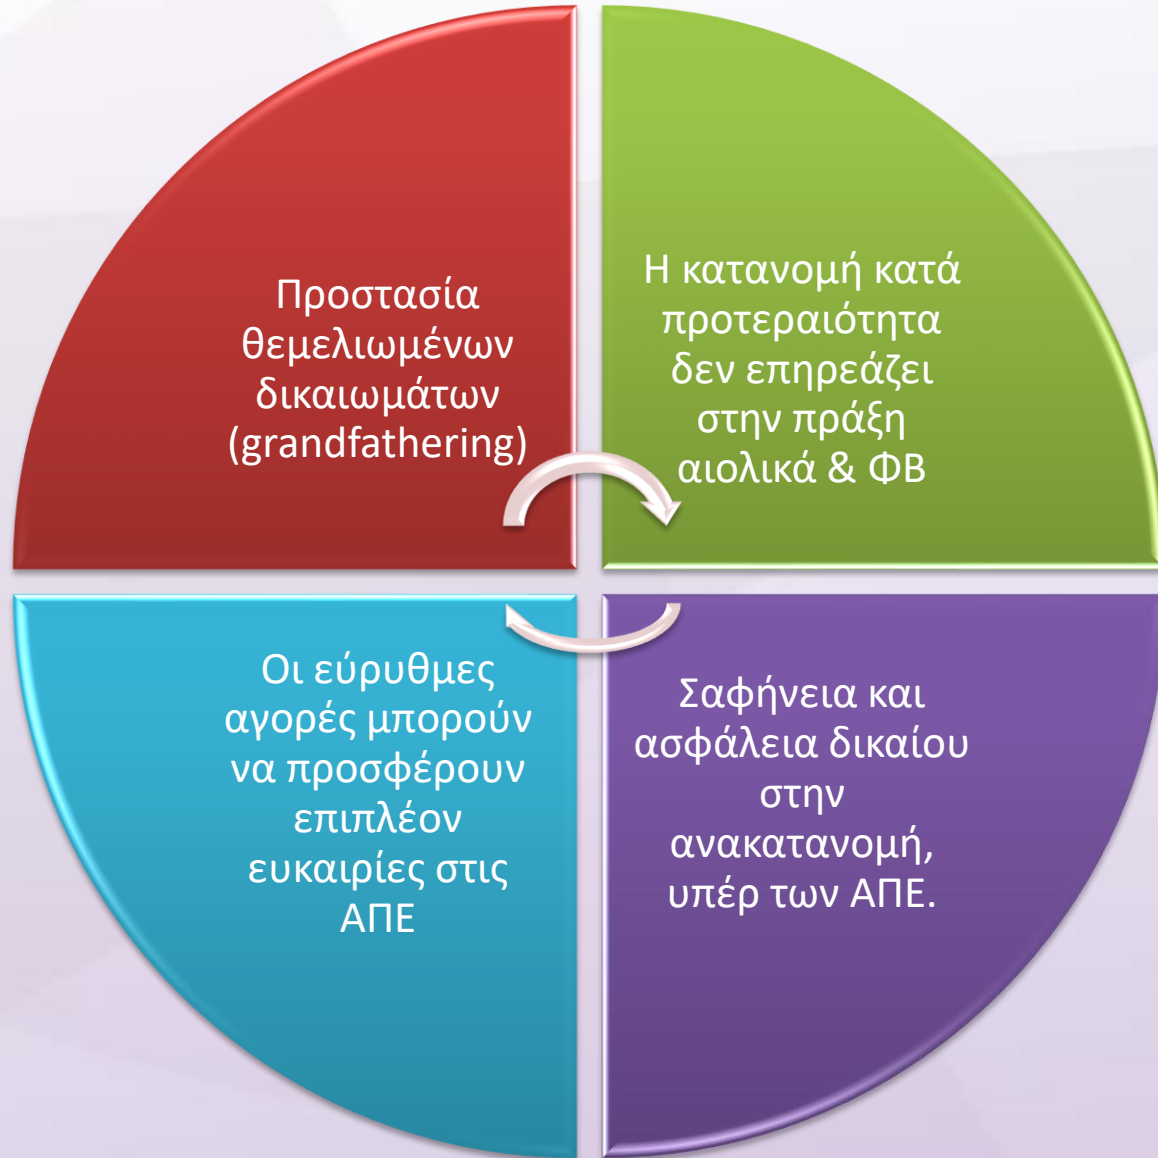 Προστασία
θεμελιωμένων
δικαιωμάτων
(grandfathering)
Η κατανομή κατά
προτεραιότητα
δεν επηρεάζει
στην πράξη
αιολικά & ΦΒ
Οι εύρυθμες
αγορές μπορούν
να προσφέρουν
επιπλέον
ευκαιρίες στις
ΑΠΕ
Σαφήνεια και
ασφάλεια δικαίου
στην
ανακατανομή,
υπέρ των ΑΠΕ.